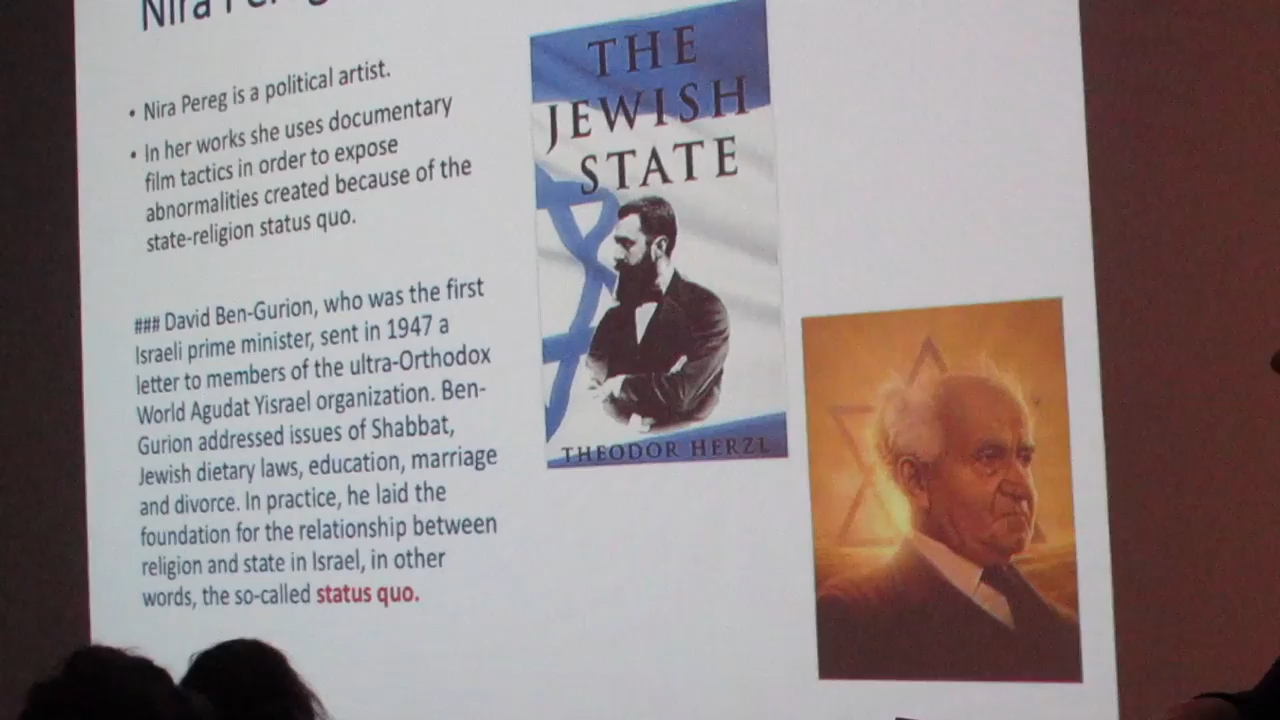 Nira Pereg
• Nira Pereg is a political artist.
• In her works she uses documentary
film tactics in order to expose
abnormalities created because of the
state-religion status quo.
### David Ben-Gurion, who was the first
Israeli prime minister, sent in 1947 a
letter to members of the ultra-Orthodox
World Agudat Yisrael organization. Ben-
Gurion addressed issues of Shabbat,
Jewish dietary laws, education, marriage
and divorce. In practice, he laid the
foundation for the relationship between
religion and state in Israel, in other
words, the so-called status quo.
THE
JEWISH
STATE
THEODOR HERZL